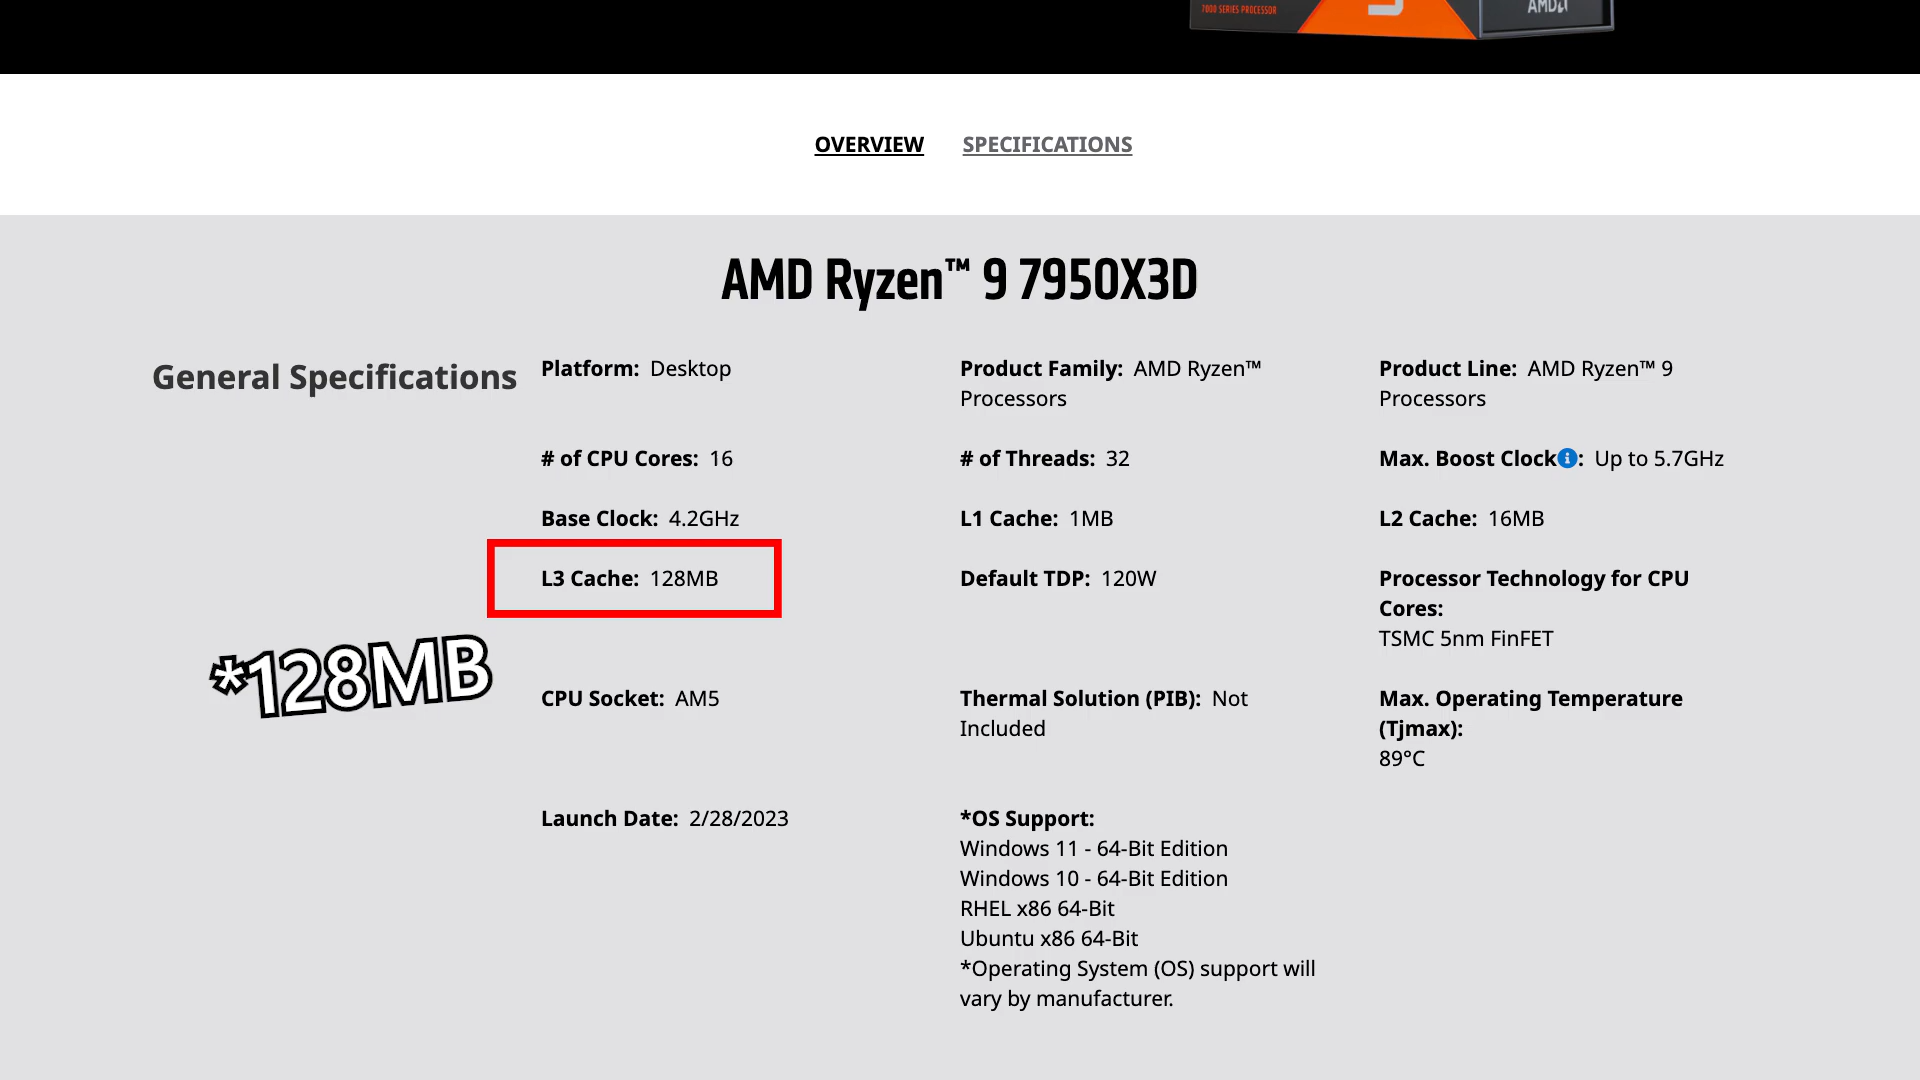 7000 SERIES PROCESSOR
AMD
OVERVIEW SPECIFICATIONS
AMD Ryzen™ 9 7950X3D
General Specifications
Platform: Desktop
Product Family: AMD Ryzen™
Processors
Product Line: AMD Ryzen™ 9
Processors
# of CPU Cores: 16
# of Threads: 32
Max. Boost Clock: Up to 5.7GHz
Base Clock: 4.2GHz
L1 Cache: 1MB
L2 Cache: 16MB
L3 Cache: 128MB
Default TDP: 120W
Processor Technology for CPU
Cores:
TSMC 5nm FinFET
*128MB
CPU Socket: AM5
Thermal Solution (PIB): Not
Included
Max. Operating Temperature
(Tjmax):
89°C
Launch Date: 2/28/2023
*OS Support:
Windows 11 - 64-Bit Edition
Windows 10 - 64-Bit Edition
RHEL x86 64-Bit
Ubuntu x86 64-Bit
*Operating System (OS) support will
vary by manufacturer.